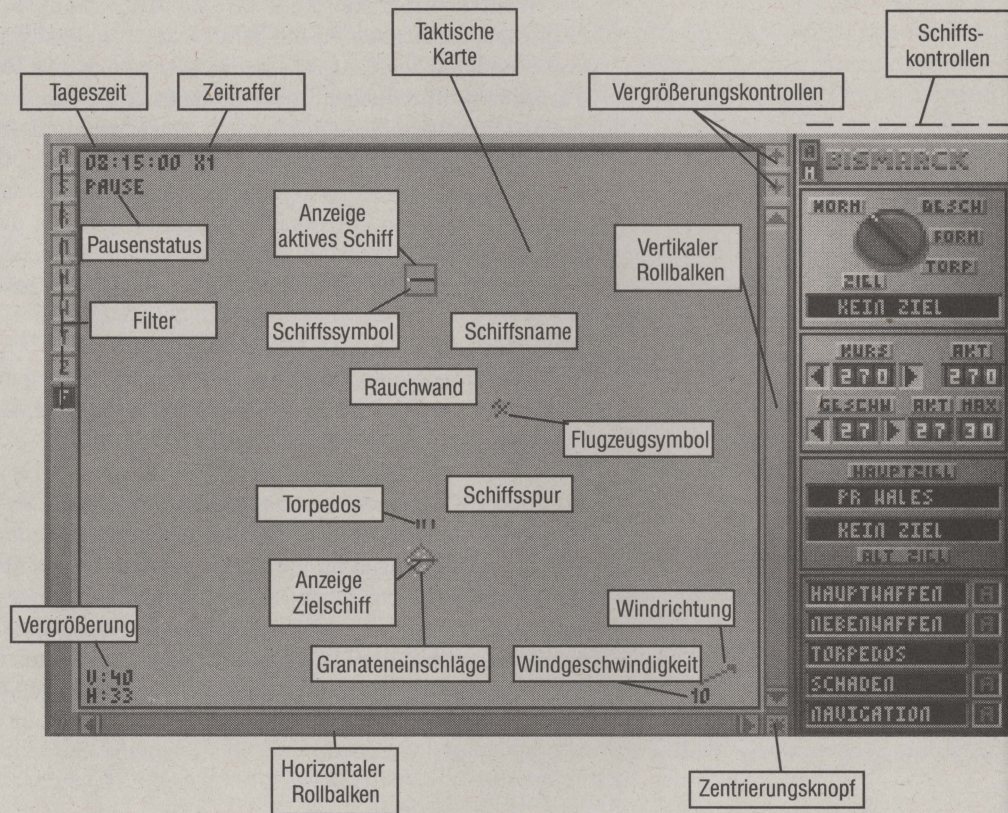 Taktische
Karte
Schiffs-
kontrollen
Tageszeit
Zeitraffer
Vergrößerungskontrollen
08:15:00 X1
PAUSE
Pausenstatus
Anzeige
aktives Schiff
Vertikaler
Rollbalken
Filter
Schiffssymbol
Schiffsname
Rauchwand
Flugzeugsymbol
Torpedos
Schiffsspur
Anzeige
Zielschiff
Windrichtung
Vergrößerung
Granateneinschläge
Windgeschwindigkeit
V:40
H:33
10
Horizontaler
Rollbalken
Zentrierungsknopf
A
M
BISMARCK
NORM
GESCH
FORM
TORP
ZIEL
KEIN ZIEL
KURS
AKT
270
270
GESCHW
AKT
MAX
27
27
30
HAUPTZIEL
PR WALES
KEIN ZIEL
ALT ZIEL
HAUPTWAFFEN A
NEBENWAFFEN A
TORPEDOS
SCHADEN A
NAVIGATION A